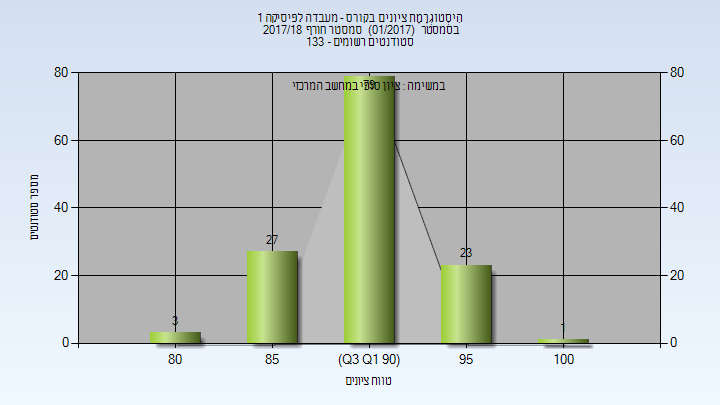 היסטוגרמת ציונים בקורס - מעבדה לפיסיקה 1
בסמסטר (01/2017) סמסטר חורף 2017/18
סטודנטים רשומים - 133
במשימה : ציון סופי במחשב המרכזי
80 80
60 60
40 40
20 20
0 0
3
27
79
23
1
80 85 (Q3 Q1 90) 95 100
מספר סטודנטים
טווח ציונים